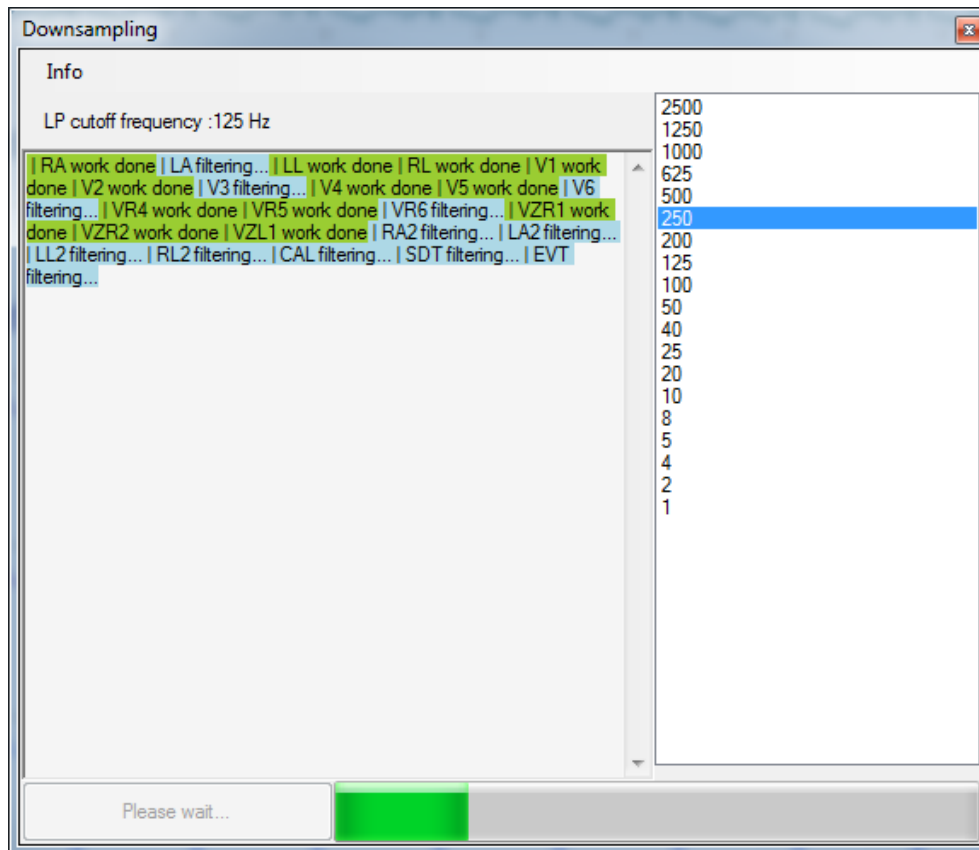 Downsampling
Info
LP cutoff frequency :125 Hz
| RA work done | LA filtering... | LL work done | RL work done | V1 work
done | V2 work done | V3 filtering... | V4 work done | V5 work done | V6
filtering... | VR4 work done | VR5 work done | VR6 filtering... | VZR1 work
done | VZR2 work done | VZL1 work done | RA2 filtering... | LA2 filtering...
| LL2 filtering... | RL2 filtering... | CAL filtering... | SDT filtering... | EVT
filtering...
2500
1250
1000
625
500
250
200
125
100
50
40
25
20
10
8
5
4
2
1
Please wait...